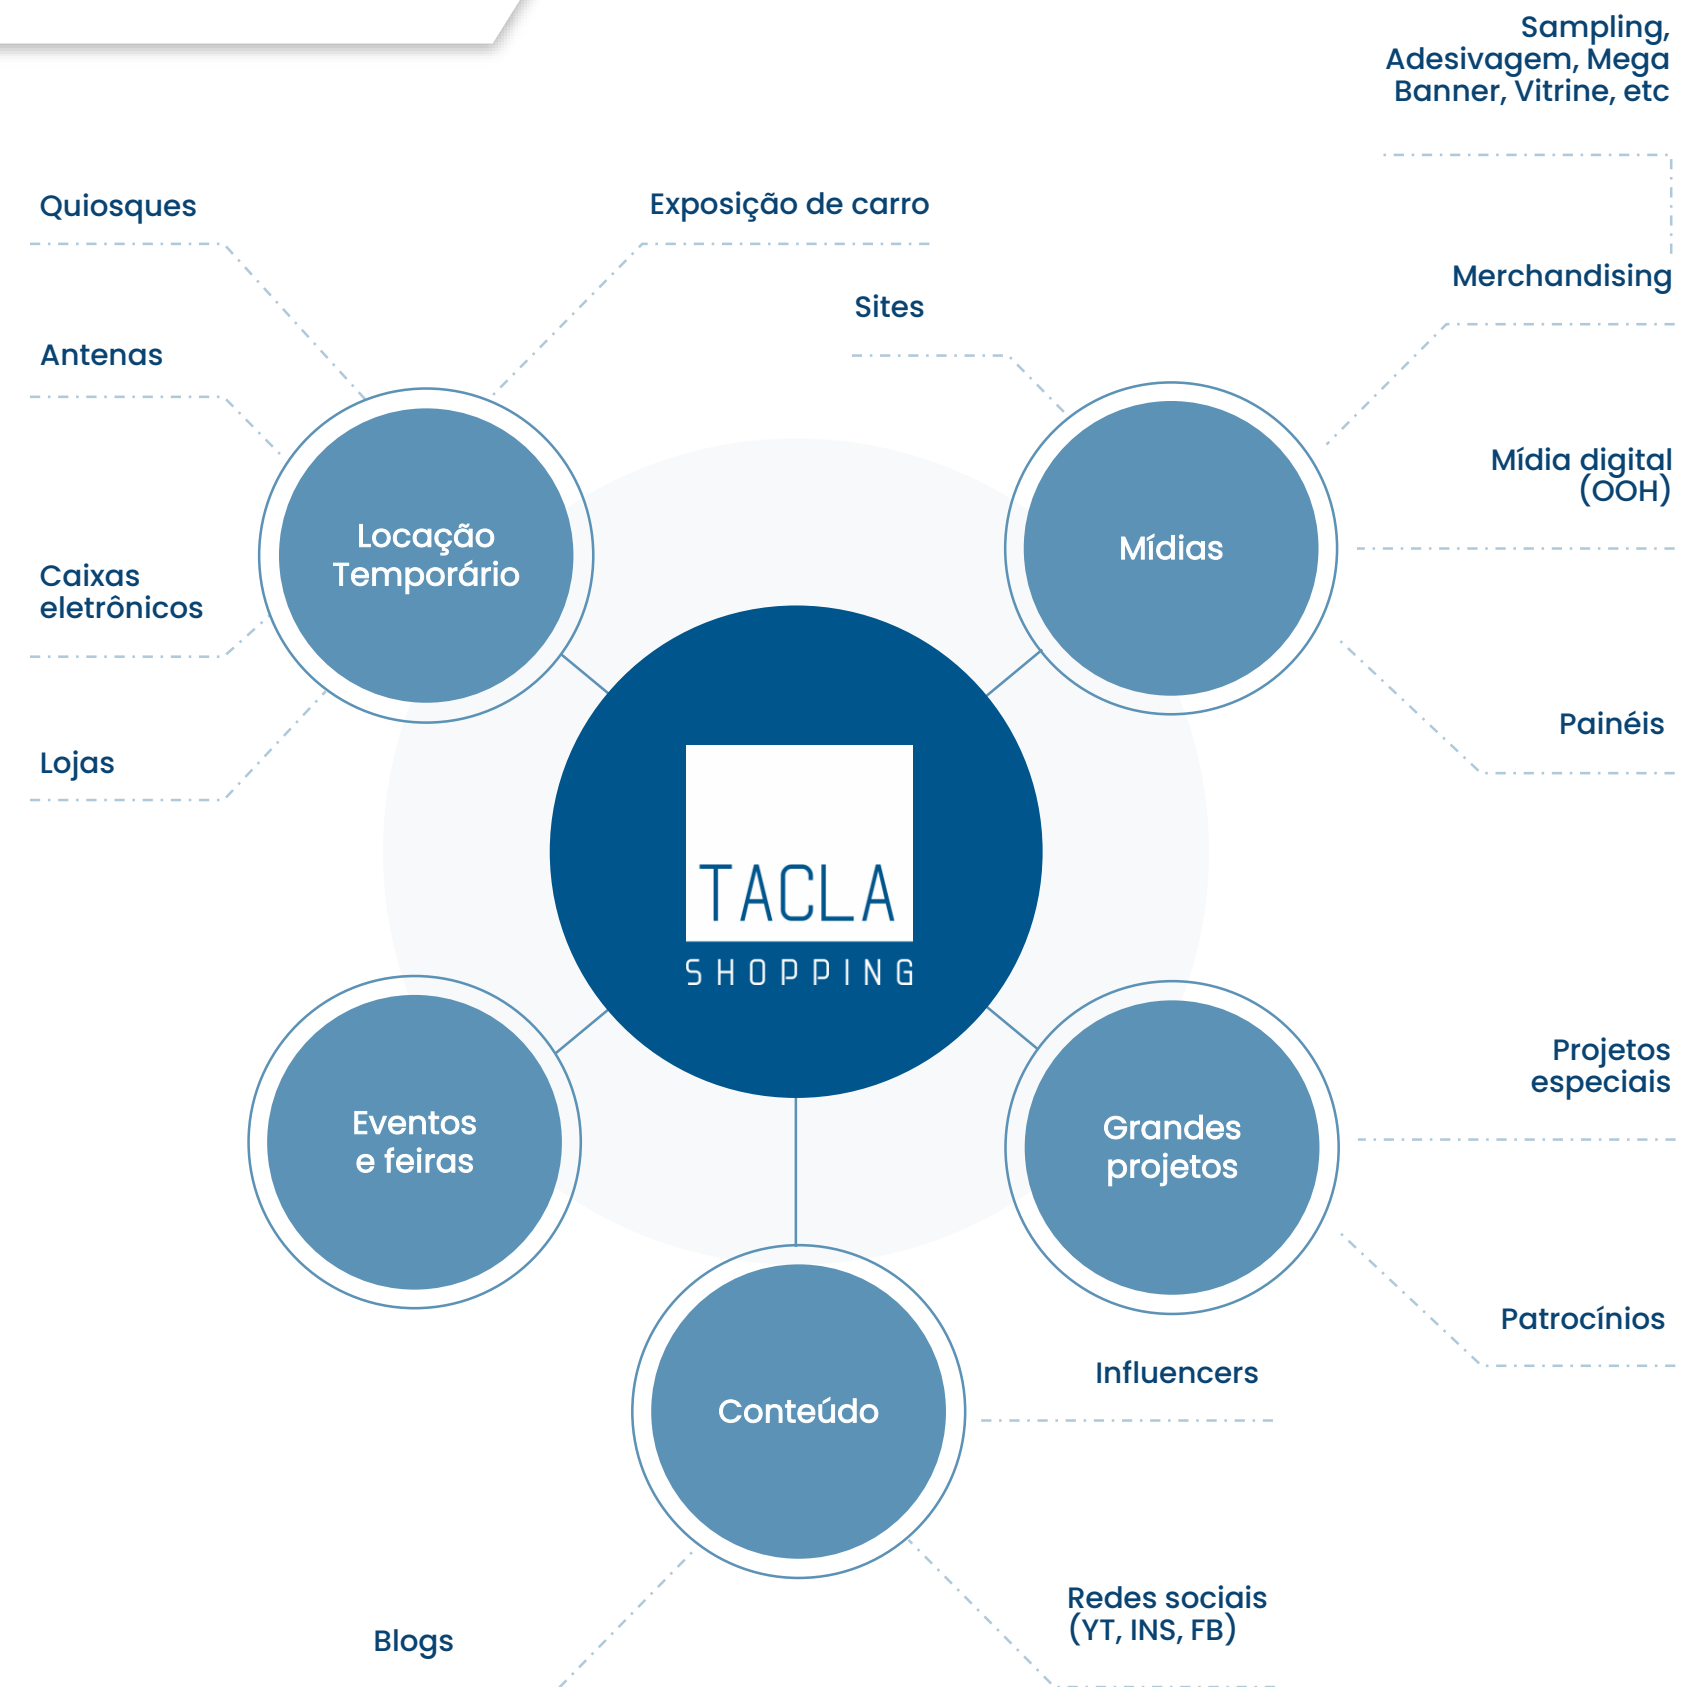 Sampling,
Adesivagem, Mega
Banner, Vitrine, etc
Quiosques
Exposição de carro
Merchandising
Sites
Antenas
Mídia digital
(OOH)
Locação
Temporário
Mídias
Caixas
eletrônicos
Painéis
Lojas
TACLA
SHOPPING
Projetos
especiais
Eventos
e feiras
Grandes
projetos
Patrocínios
Influencers
Conteúdo
Redes sociais
(YT, INS, FB)
Blogs